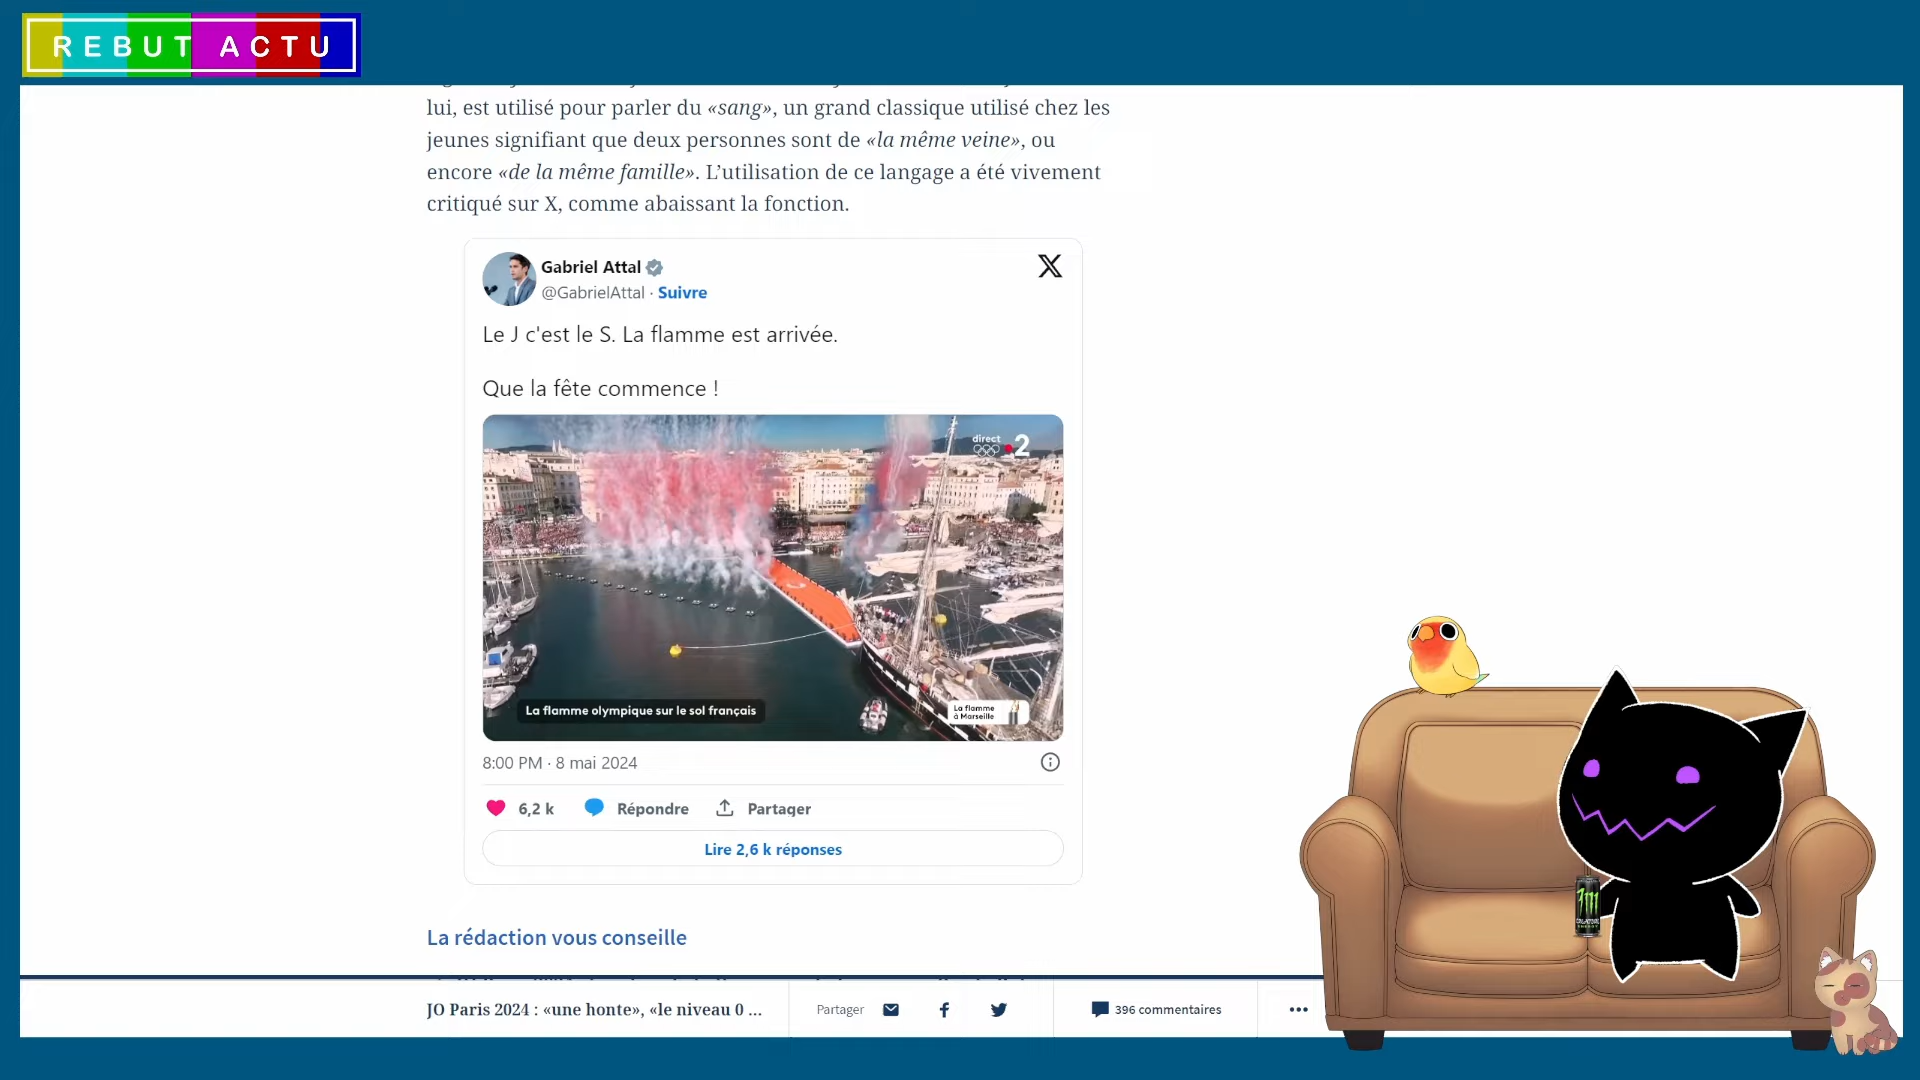 REBUT ACTU
lui, est utilisé pour parler du «sang», un grand classique utilisé chez les
jeunes signifiant que deux personnes sont de «la même veine», ou
encore «de la même famille». L’utilisation de ce langage a été vivement
critiqué sur X, comme abaissant la fonction.
Gabriel Attal
@GabrielAttal · Suivre
Le J c'est le S. La flamme est arrivée.
Que la fête commence !
direct
2
La flamme olympique sur le sol français
La flamme
à Marseille
8:00 PM · 8 mai 2024
6,2 k Répondre Partager
Lire 2,6 k réponses
La rédaction vous conseille
JO Paris 2024 : «une honte», «le niveau 0 ...
Partager
396 commentaires